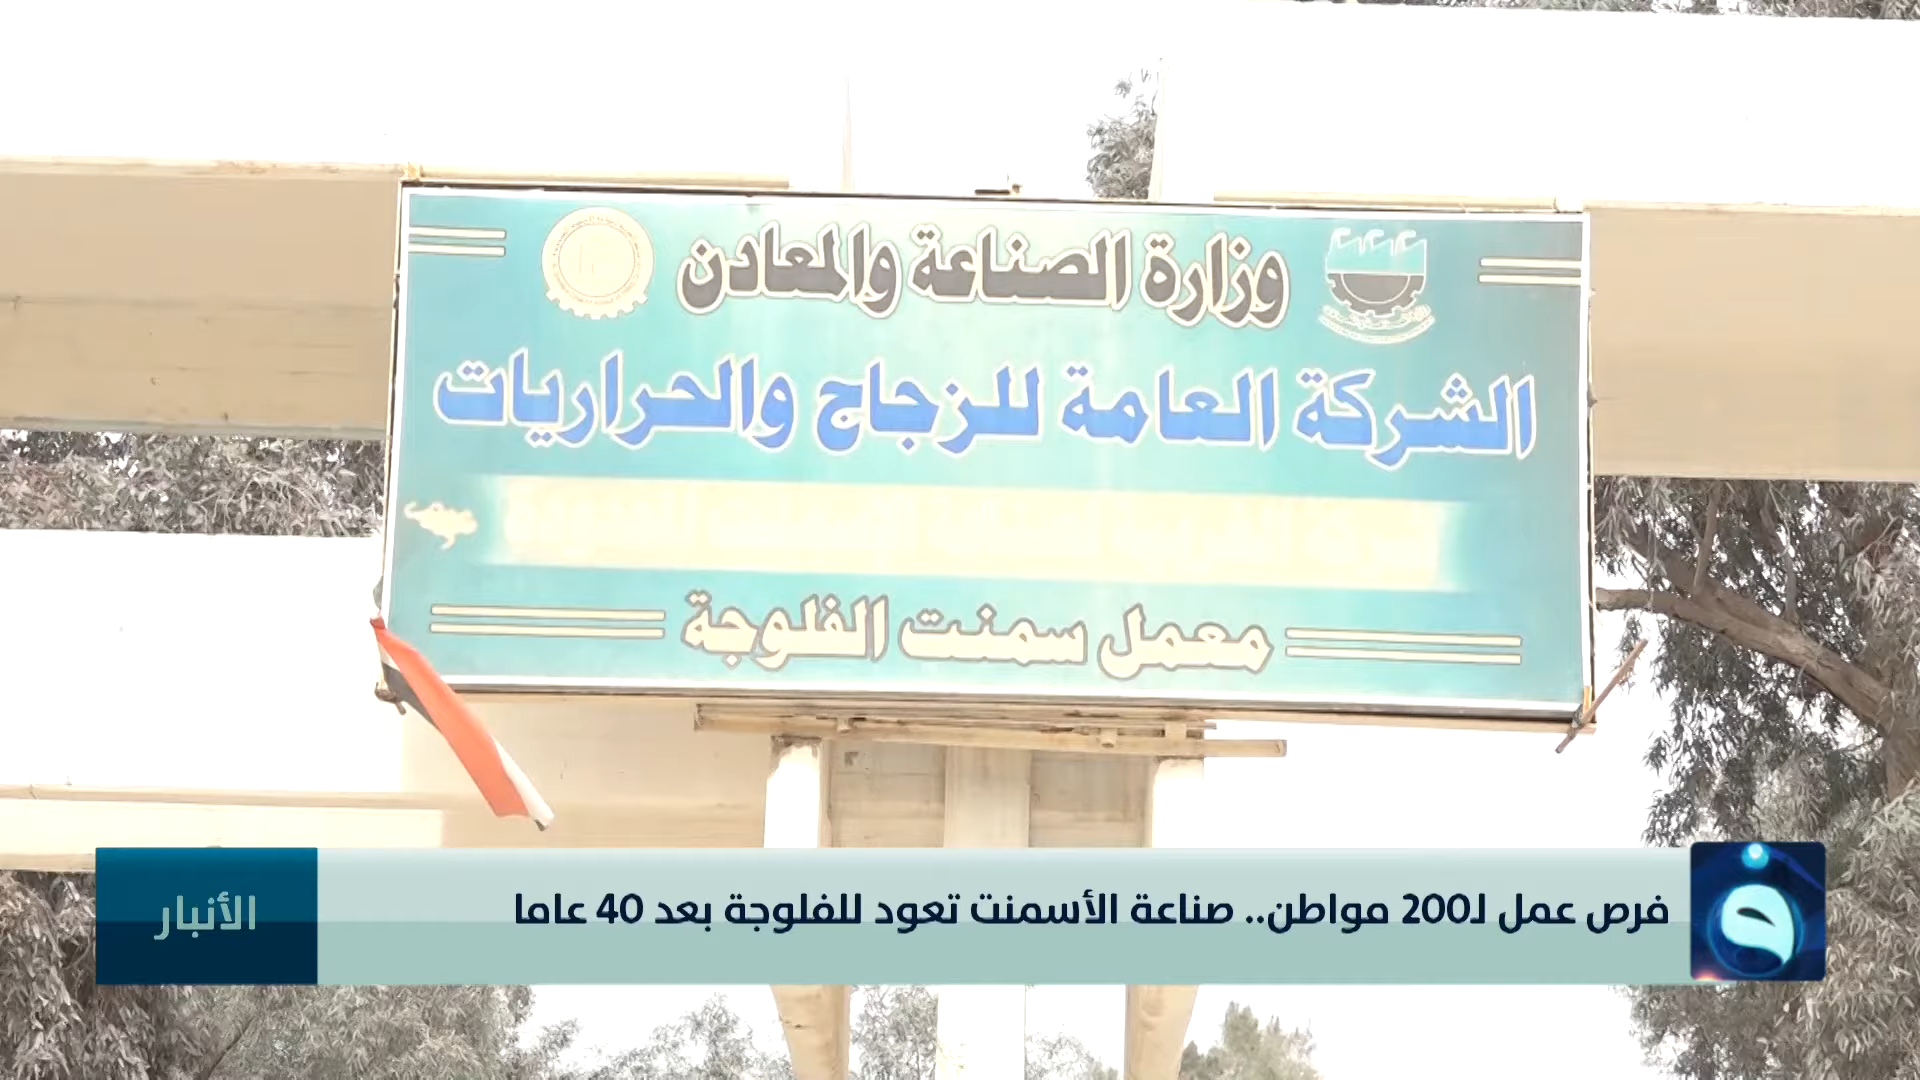 وزارة الصناعة والمعادن
الشركة العامة للزجاج والحراريات
معمل سمنت الفلوجة
فرص عمل لـ200 مواطن.. صناعة الأسمنت تعود للفلوجة بعد 40 عاما
الأنبار